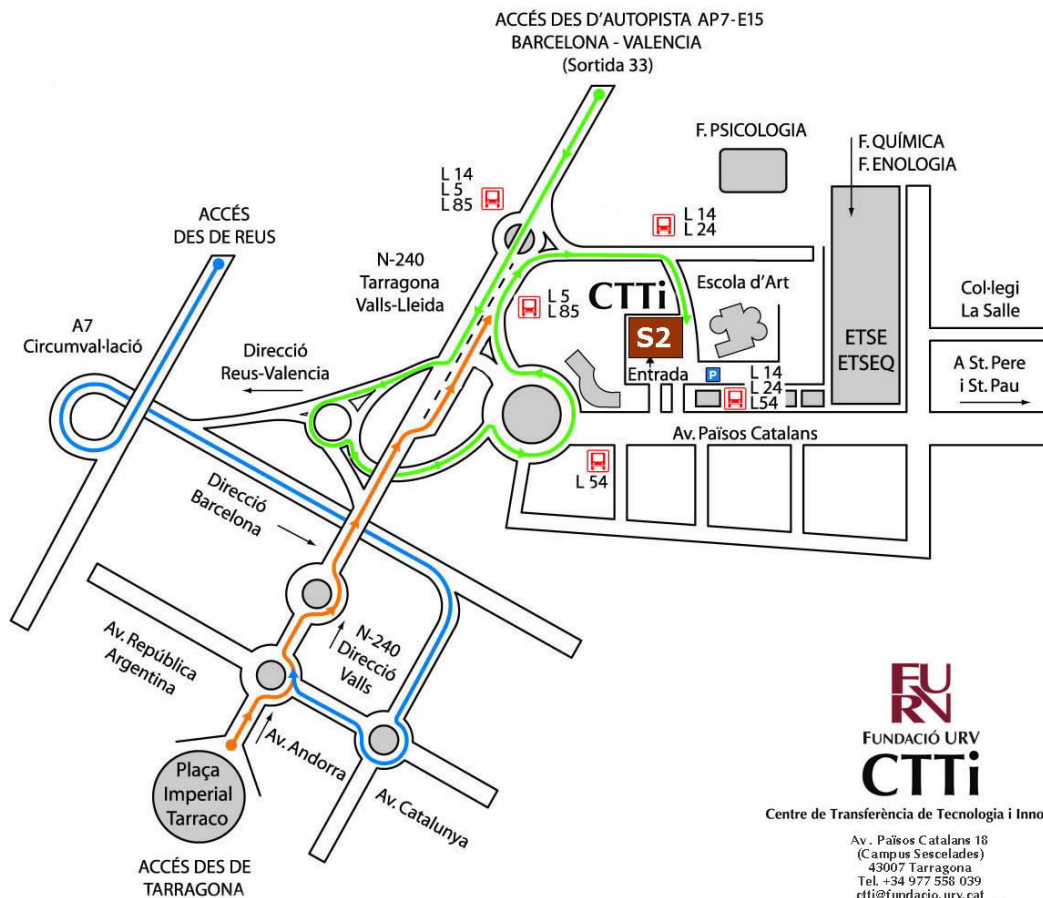 ACCÉS DES D'AUTOPISTA AP7-E15
BARCELONA - VALENCIA
(Sortida 33)
F. PSICOLOGIA
F. QUÍMICA
F. ENOLOGIA
L 14
L 5
L 85
L 14
L 24
ACCÉS
DES DE REUS
N-240
Tarragona
Valls-Lleida
CTTi
Escola d'Art
L 5
L 85
Col·legi
La Salle
A7
Circumval·lació
S2
ETSE
ETSEQ
Direcció
Reus-Valencia
Entrada
P
L 14
L 24
L54
A St. Pere
i St. Pau
Av. Països Catalans
L 54
Direcció
Barcelona
N-240
Direcció
Valls
Av. República
Argentina
Av. Andorra
Av. Catalunya
Plaça
Imperial
Tarraco
ACCÉS DES DE
TARRAGONA
FURV
FUNDACIÓ URV
CTTi
Centre de Transferència de Tecnologia i Inno
Av. Països Catalans 18
(Campus Sescelades)
43007 Tarragona
Tel. +34 977 558 039
ctti@fundacio.urv.cat